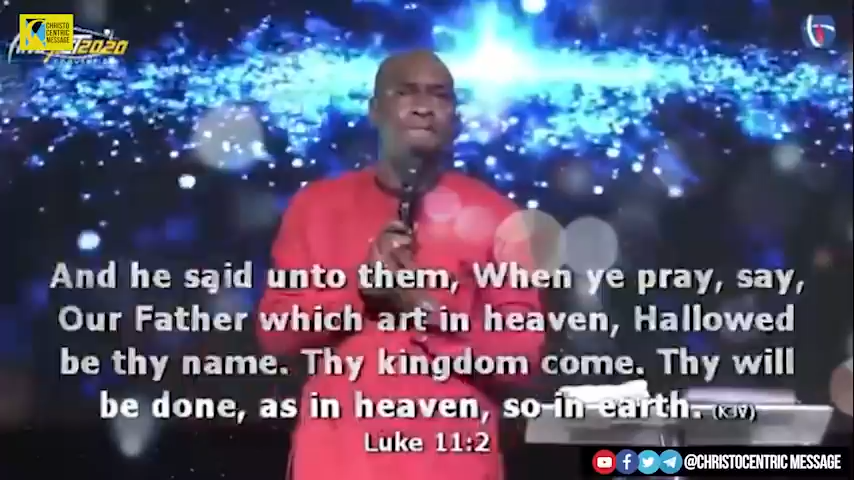 CHRISTO
CENTRIC
MESSAGE
2020
And he said unto them, When ye pray, say,
Our Father which art in heaven, Hallowed
be thy name. Thy kingdom come. Thy will
be done, as in heaven, so in earth. (KJV)
Luke 11:2
@CHRISTOCENTRIC MESSAGE